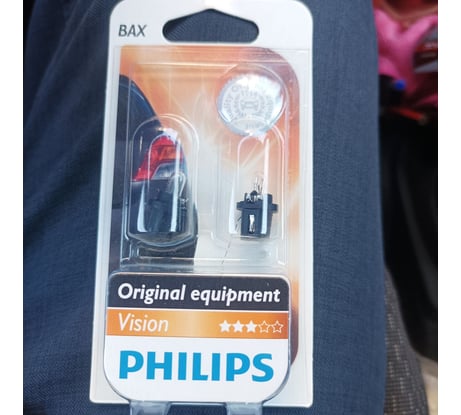 BAX
Original equipment
Vision
PHILIPS